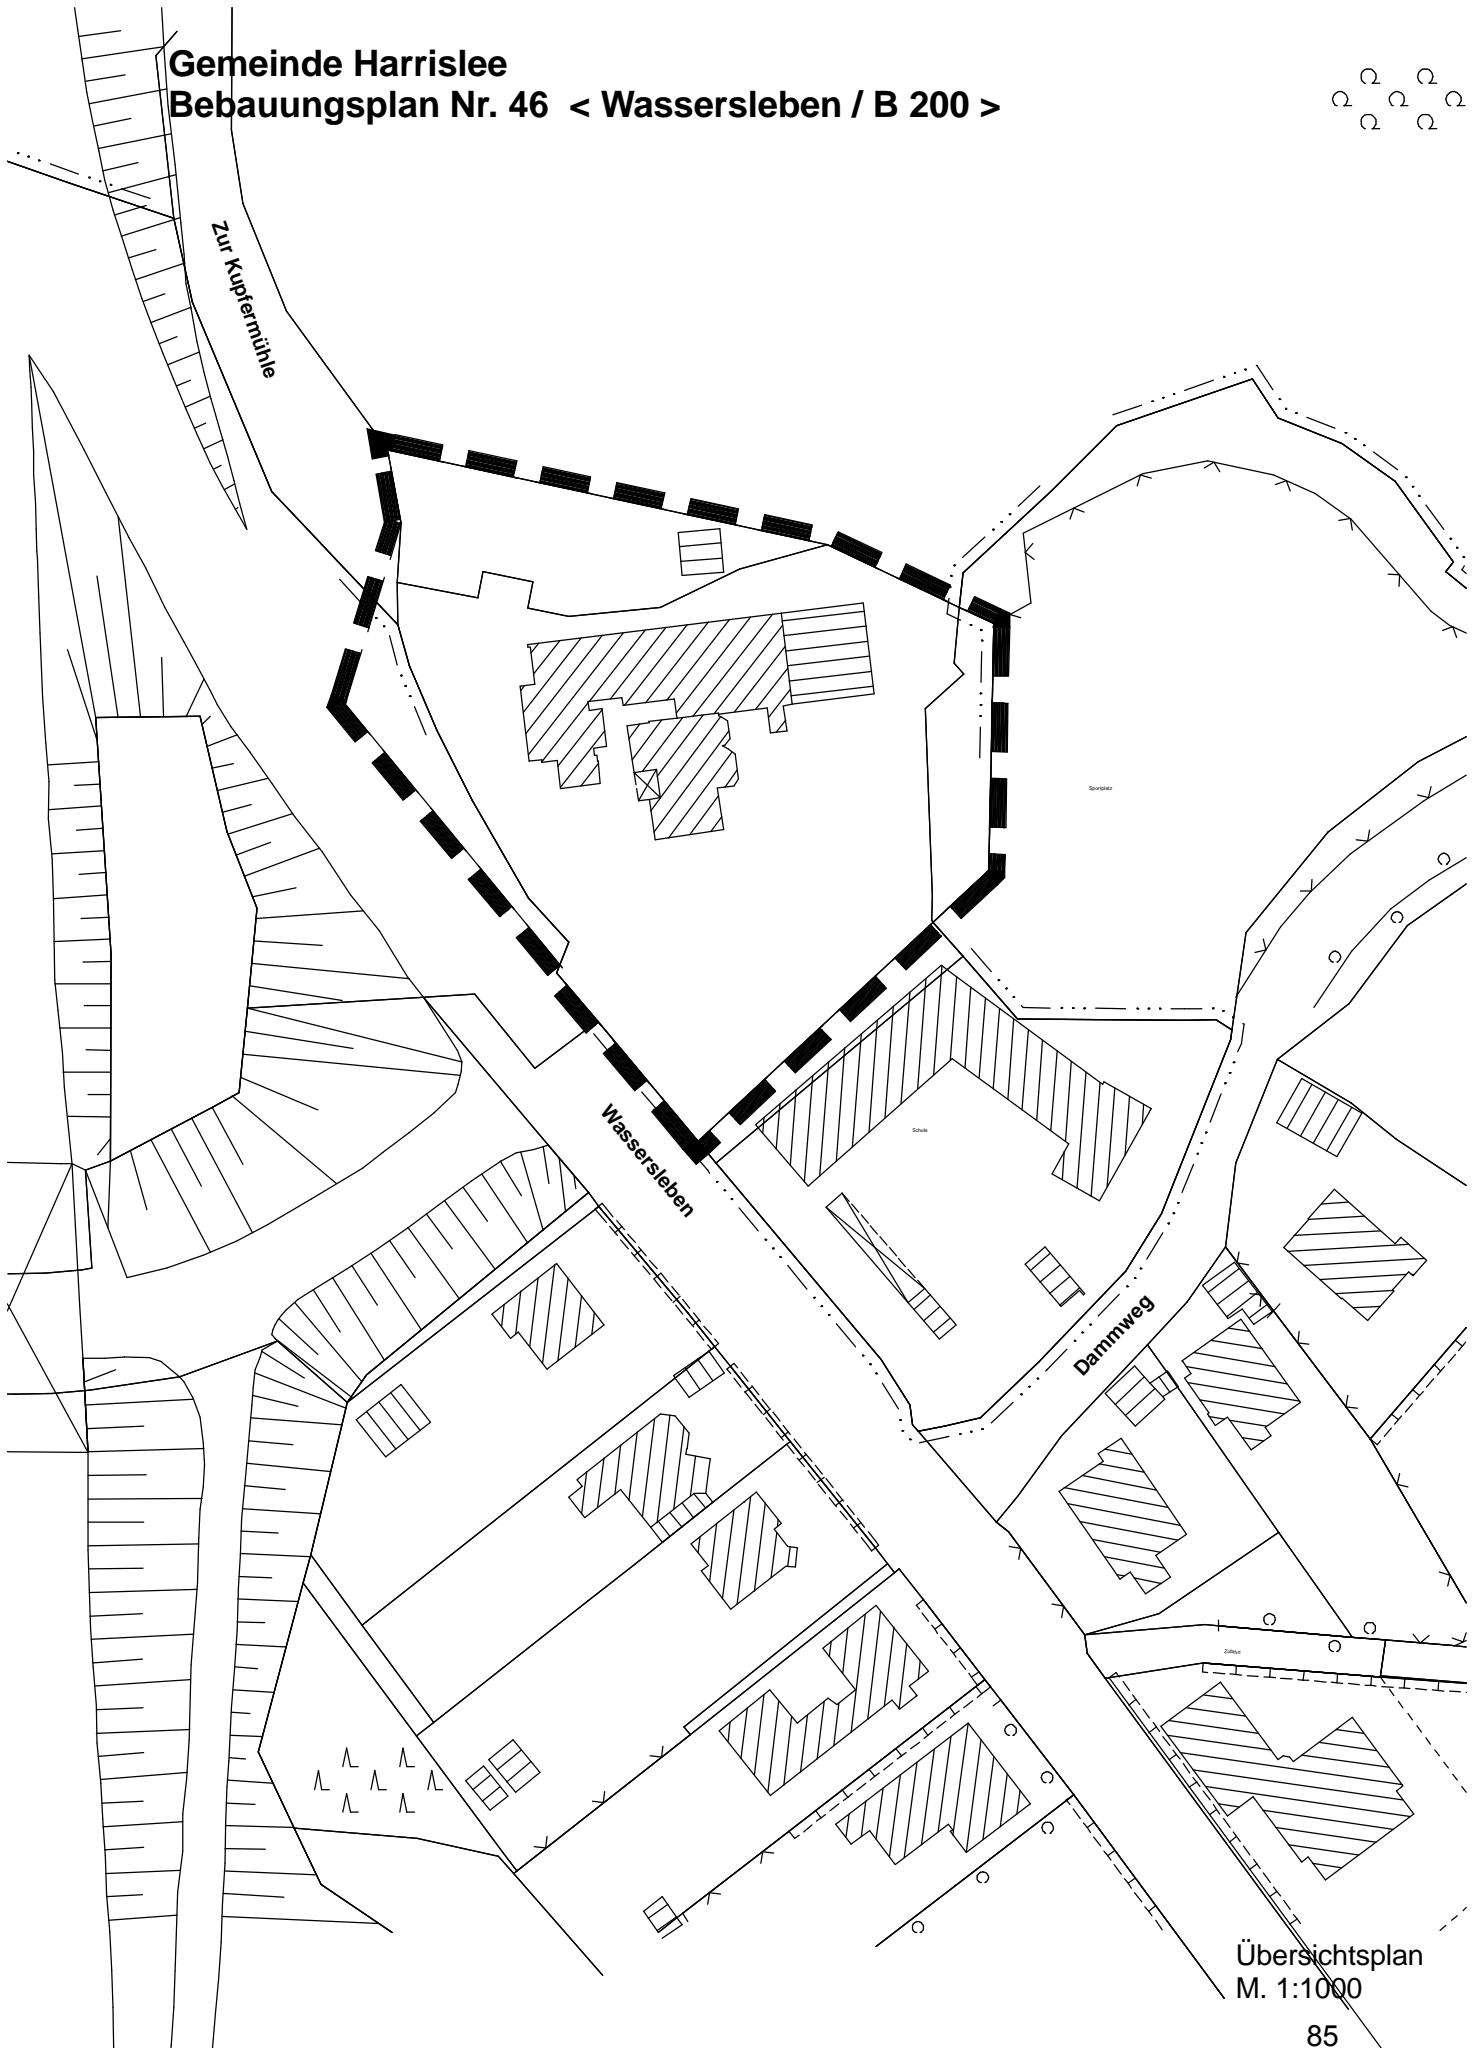 Gemeinde Harrislee
Bebauungsplan Nr. 46 < Wassersleben / B 200 >
Zur Kupfermühle
Sportplatz
Wassersleben
Schule
Dammweg
Übersichtsplan
M. 1:1000
85